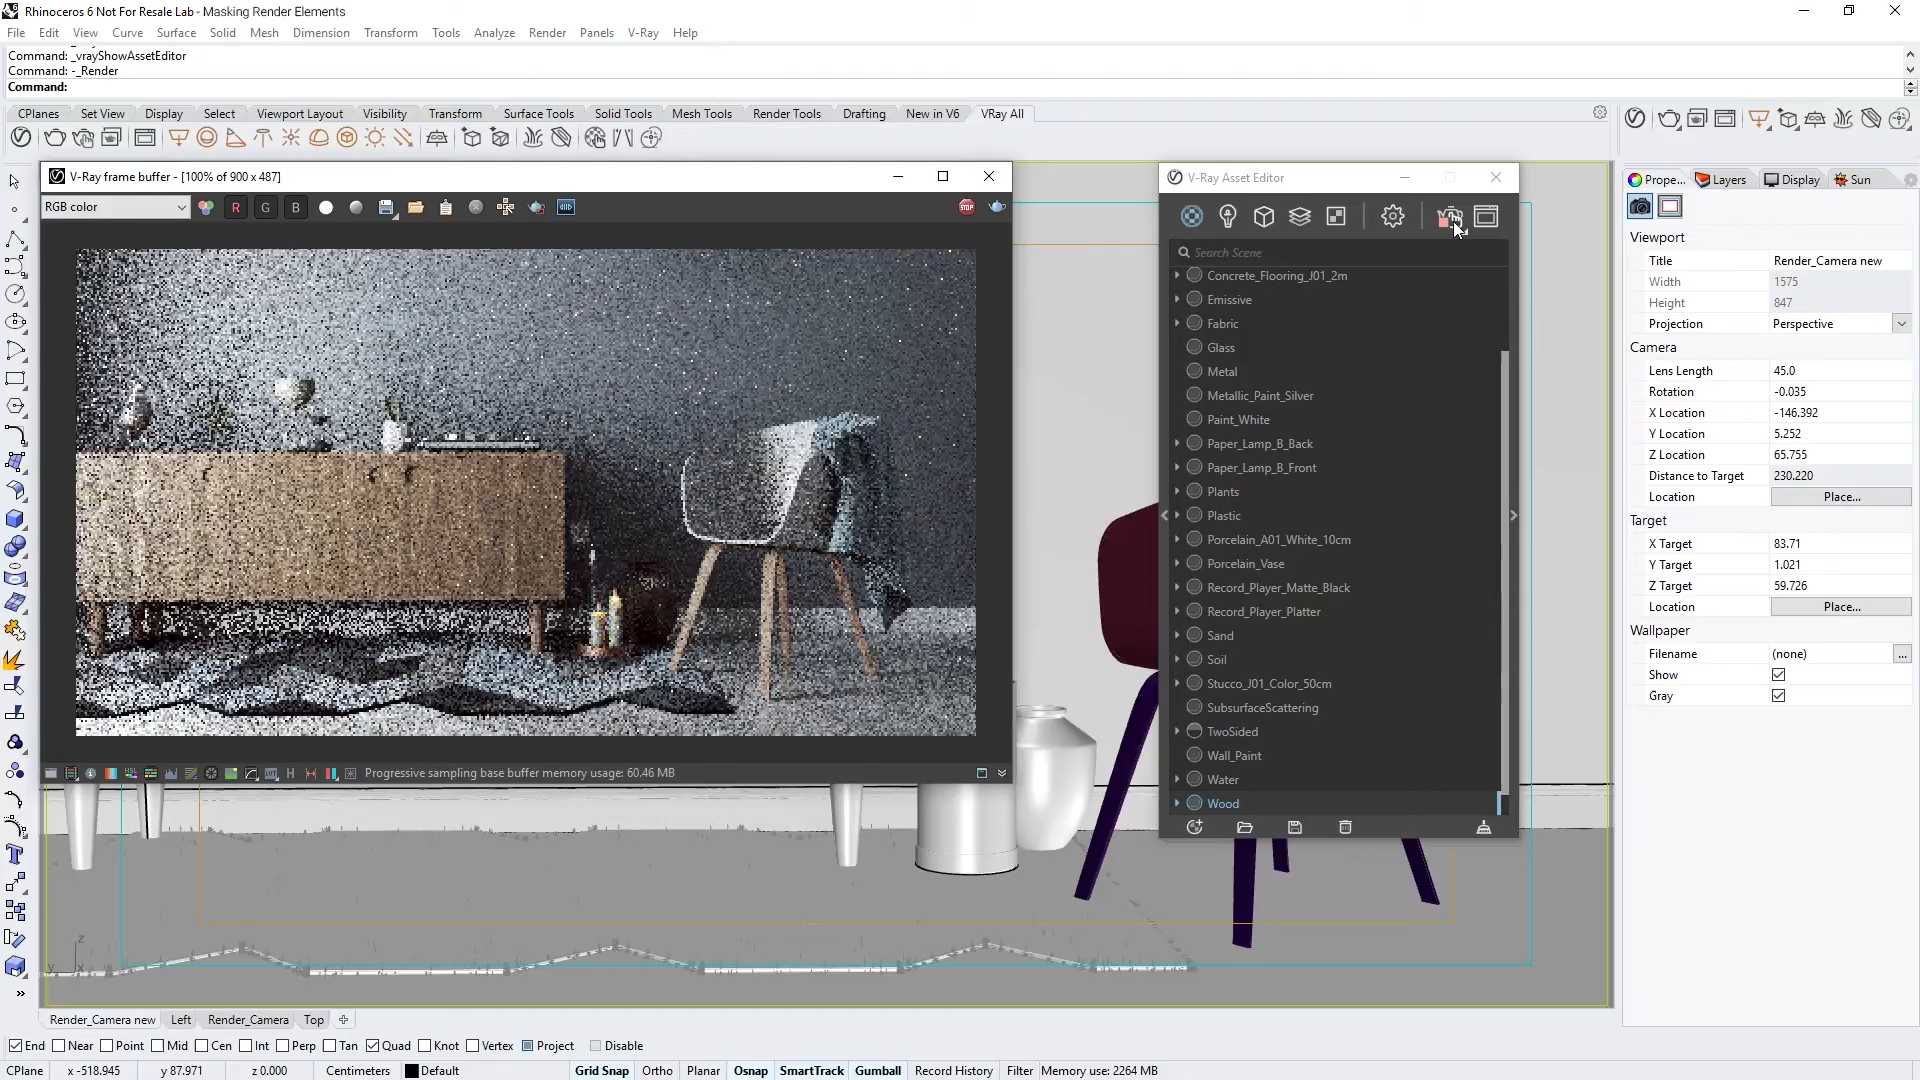 Rhinoceros 6 Not For Resale Lab - Masking Render Elements
File Edit View Curve Surface Solid Mesh Dimension Transform Tools Analyze Render Panels V-Ray Help
Command: _vrayShowAssetEditor
Command: -_Render
Command:
CPlanes Set View Display Select Viewport Layout Visibility Transform Surface Tools Solid Tools Mesh Tools Render Tools Drafting New in V6 VRay All
V-Ray frame buffer - [100% of 900 x 487]
RGB color R G B STOP
Progressive sampling base buffer memory usage: 60.46 MB
V-Ray Asset Editor
Search Scene
Concrete_Flooring_J01_2m
Emissive
Fabric
Glass
Metal
Metallic_Paint_Silver
Paint_White
Paper_Lamp_B_Back
Paper_Lamp_B_Front
Plants
Plastic
Porcelain_A01_White_10cm
Porcelain_Vase
Record_Player_Matte_Black
Record_Player_Platter
Sand
Soil
Stucco_J01_Color_50cm
SubsurfaceScattering
TwoSided
Wall_Paint
Water
Wood
Prope... Layers Display Sun
Viewport
Title Render_Camera new
Width 1575
Height 847
Projection Perspective
Camera
Lens Length 45.0
Rotation -0.035
X Location -146.392
Y Location 5.252
Z Location 65.755
Distance to Target 230.220
Location Place...
Target
X Target 83.71
Y Target 1.021
Z Target 59.726
Location Place...
Wallpaper
Filename (none) ...
Show
Gray
z
y x
Render_Camera new Left Render_Camera Top
End Near Point Mid Cen Int Perp Tan Quad Knot Vertex Project Disable
CPlane x -518.945 y 87.971 z 0.000 Centimeters Default Grid Snap Ortho Planar Osnap SmartTrack Gumball Record History Filter Memory use: 2264 MB